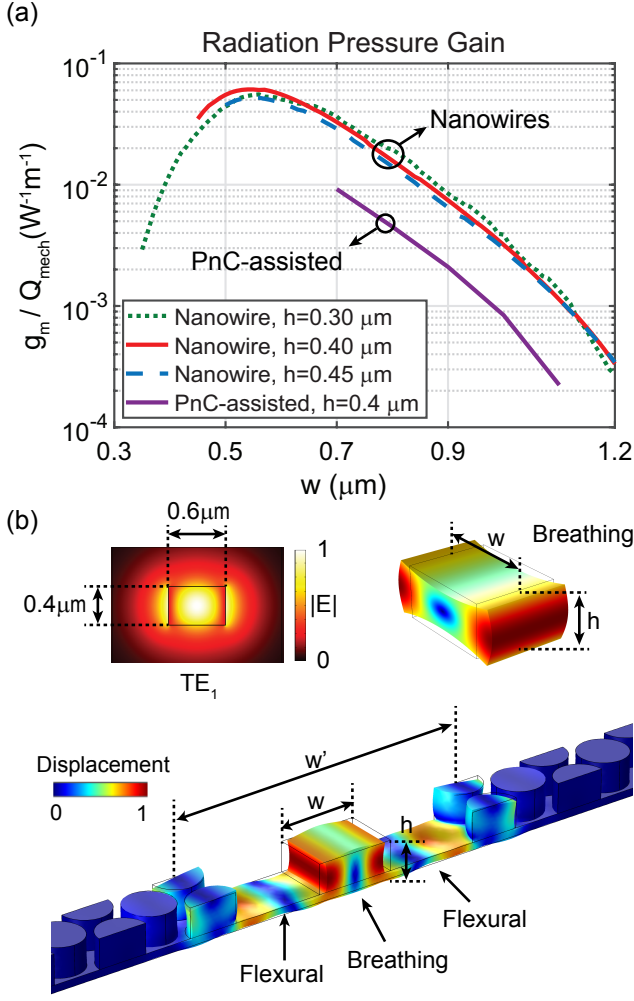 (a)
Radiation Pressure Gain
g_m / Q_mech (W⁻¹m⁻¹)
10⁻¹
10⁻²
10⁻³
10⁻⁴
Nanowires
PnC-assisted
Nanowire, h=0.30 μm
Nanowire, h=0.40 μm
Nanowire, h=0.45 μm
PnC-assisted, h=0.4 μm
0.3 0.5 0.7 0.9 1.2
w (μm)
(b)
0.6μm
0.4μm
1
|E|
0
TE₁
Breathing
w
h
Displacement
0 1
w'
w
h
Flexural
Breathing
Flexural